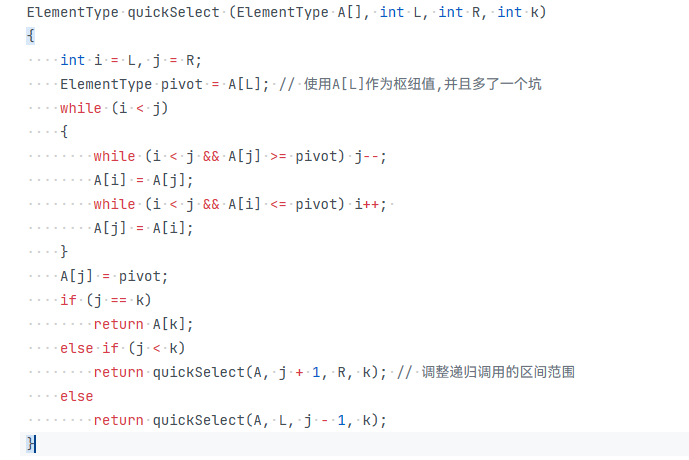 ElementType quickSelect (ElementType A[], int L, int R, int k)
{
    int i = L, j = R;
    ElementType pivot = A[L]; // 使用A[L]作为枢纽值,并且多了一个坑
    while (i < j)
    {
        while (i < j && A[j] >= pivot) j--;
        A[i] = A[j];
        while (i < j && A[i] <= pivot) i++;
        A[j] = A[i];
    }
    A[j] = pivot;
    if (j == k)
        return A[k];
    else if (j < k)
        return quickSelect(A, j + 1, R, k); // 调整递归调用的区间范围
    else
        return quickSelect(A, L, j - 1, k);
}